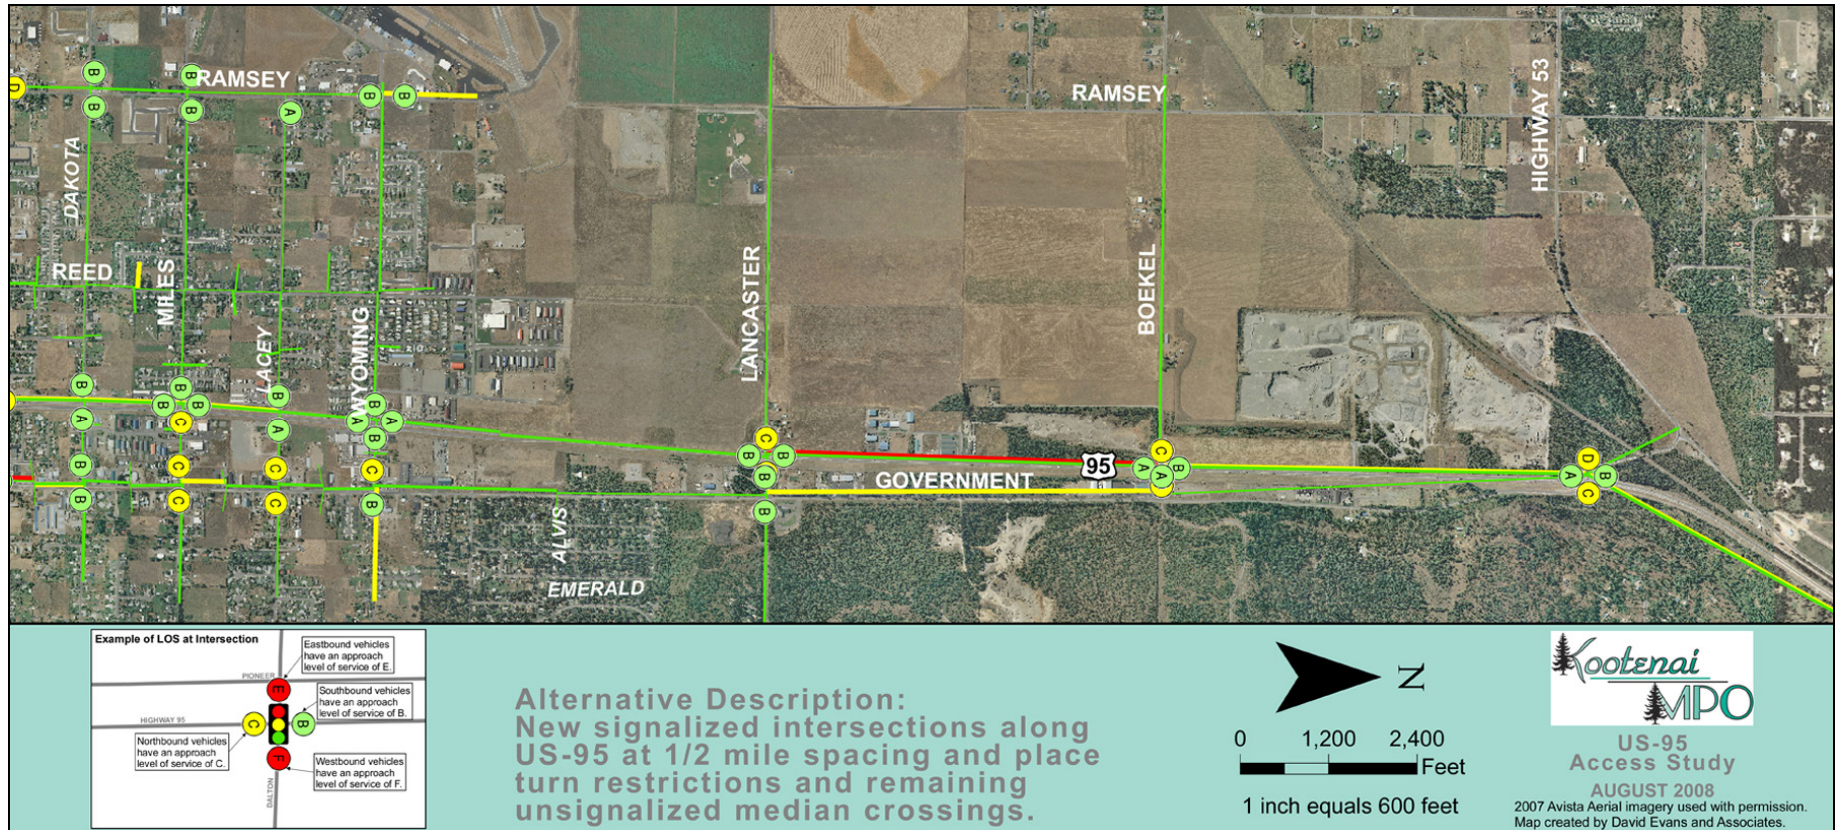 RAMSEY
RAMSEY
HIGHWAY 53
DAKOTA
REED
MILES
LACEY
WYOMING
LANCASTER
BOEKEL
95
GOVERNMENT
ALVIS
EMERALD
D
B
B
B
B
A
B
B
B
B
B
B
B
B
A
B
A
B
C
A
A
B
C
C
C
C
B
B
C
C
B
C
B
B
B
B
C
A
B
A
D
A
B
C
Example of LOS at Intersection
Eastbound vehicles
have an approach
level of service of E.
PIONEER
E
Southbound vehicles
have an approach
level of service of B.
HIGHWAY 95
C
B
Northbound vehicles
have an approach
level of service of C.
F
Westbound vehicles
have an approach
level of service of F.
DALTON
Alternative Description:
New signalized intersections along
US-95 at 1/2 mile spacing and place
turn restrictions and remaining
unsignalized median crossings.
N
0 1,200 2,400
Feet
1 inch equals 600 feet
Kootenai
MPO
US-95
Access Study
AUGUST 2008
2007 Avista Aerial imagery used with permission.
Map created by David Evans and Associates.